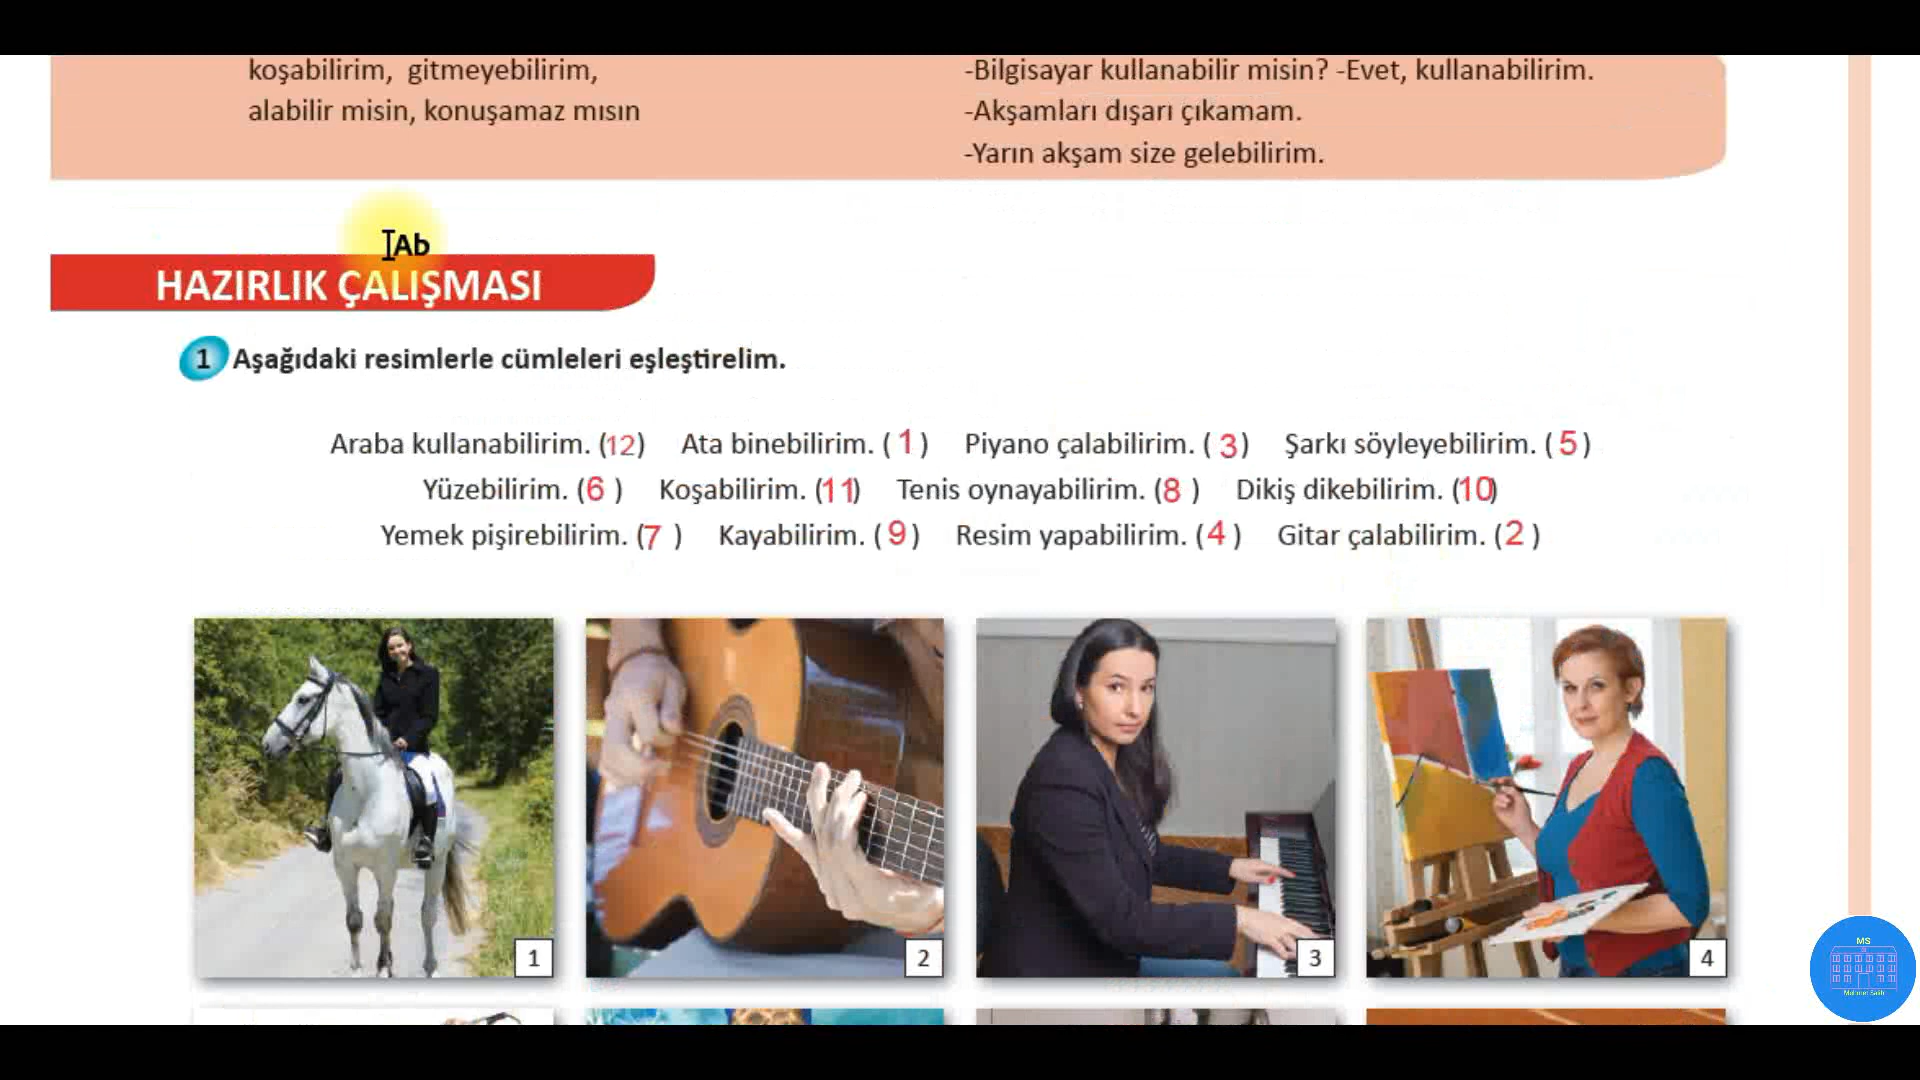 koşabilirim, gitmeyebilirim,
alabilir misin, konuşamaz mısın
-Bilgisayar kullanabilir misin? -Evet, kullanabilirim.
-Akşamları dışarı çıkamam.
-Yarın akşam size gelebilirim.
Ab
HAZIRLIK ÇALIŞMASI
1 Aşağıdaki resimlerle cümleleri eşleştirelim.
Araba kullanabilirim. (12) Ata binebilirim. ( 1 ) Piyano çalabilirim. ( 3 ) Şarkı söyleyebilirim. ( 5 )
Yüzebilirim. (6 ) Koşabilirim. (11) Tenis oynayabilirim. (8 ) Dikiş dikebilirim. (10)
Yemek pişirebilirim. (7 ) Kayabilirim. ( 9 ) Resim yapabilirim. ( 4 ) Gitar çalabilirim. ( 2 )
1
2
3
4
MS
Mehmet Salih